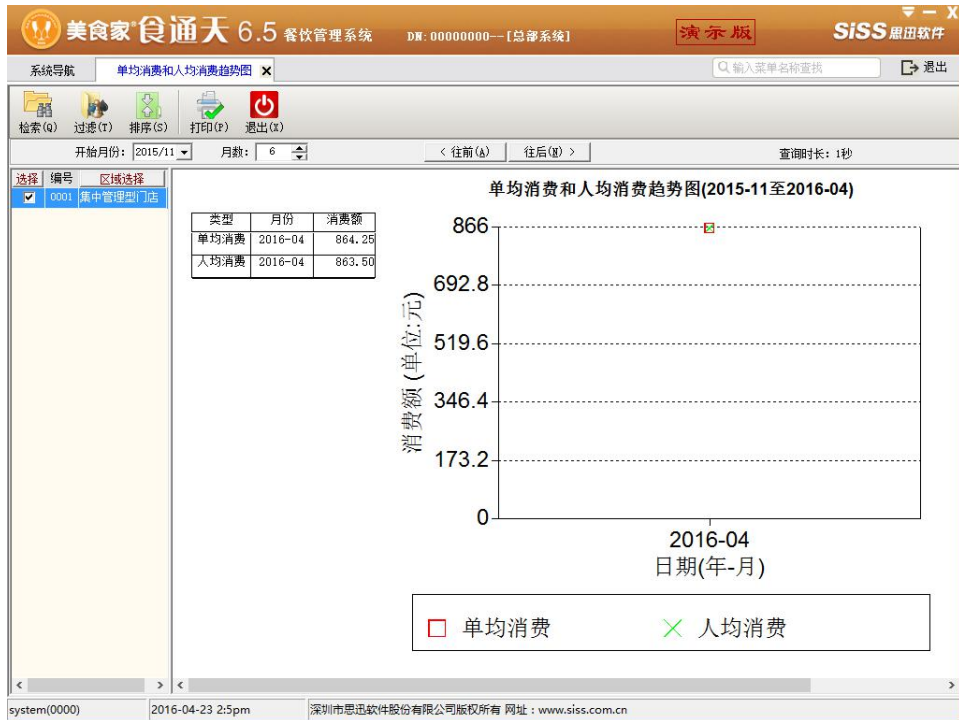 美食家®食通天 6.5 餐饮管理系统 DN:00000000--[总部系统] 演示版 SiSS 思迅软件
系统导航 单均消费和人均消费趋势图 X 输入菜单名称查找 退出
检索(Q) 过滤(T) 排序(S) 打印(P) 退出(X)
开始月份: 2015/11 月数: 6 < 往前(A) 往后(N) > 查询时长: 1秒
选择 编号 区域选择
0001 集中管理型门店
单均消费和人均消费趋势图(2015-11至2016-04)
类型 月份 消费额
单均消费 2016-04 864.25
人均消费 2016-04 863.50
866
692.8
519.6
346.4
173.2
0
消费额 (单位:元)
2016-04
日期(年-月)
单均消费 人均消费
system(0000) 2016-04-23 2:5pm 深圳市思迅软件股份有限公司版权所有 网址：www.siss.com.cn